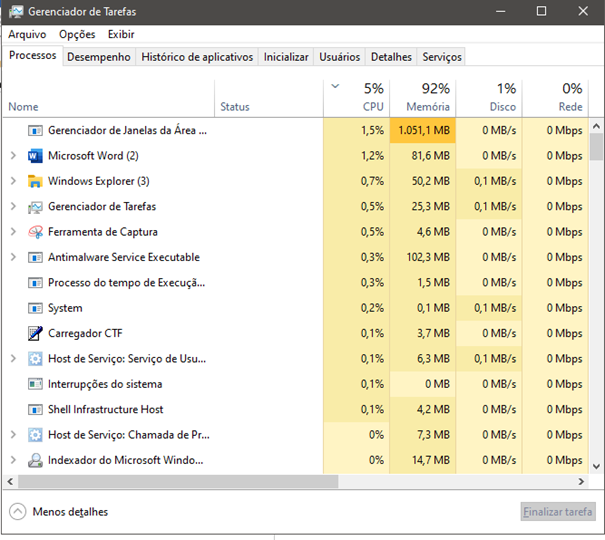 Gerenciador de Tarefas
Arquivo Opções Exibir
Processos Desempenho Histórico de aplicativos Inicializar Usuários Detalhes Serviços
5% 92% 1% 0%
Nome Status CPU Memória Disco Rede
Gerenciador de Janelas da Área ... 1,5% 1.051,1 MB 0 MB/s 0 Mbps
Microsoft Word (2) 1,2% 81,6 MB 0 MB/s 0 Mbps
Windows Explorer (3) 0,7% 50,2 MB 0,1 MB/s 0 Mbps
Gerenciador de Tarefas 0,5% 25,3 MB 0,1 MB/s 0 Mbps
Ferramenta de Captura 0,5% 4,6 MB 0 MB/s 0 Mbps
Antimalware Service Executable 0,3% 102,3 MB 0 MB/s 0 Mbps
Processo do tempo de Execuçã... 0,3% 1,5 MB 0 MB/s 0 Mbps
System 0,2% 0,1 MB 0,1 MB/s 0 Mbps
Carregador CTF 0,1% 3,7 MB 0 MB/s 0 Mbps
Host de Serviço: Serviço de Usu... 0,1% 6,3 MB 0,1 MB/s 0 Mbps
Interrupções do sistema 0,1% 0 MB 0 MB/s 0 Mbps
Shell Infrastructure Host 0,1% 4,2 MB 0 MB/s 0 Mbps
Host de Serviço: Chamada de Pr... 0% 7,3 MB 0 MB/s 0 Mbps
Indexador do Microsoft Windo... 0% 14,7 MB 0 MB/s 0 Mbps
Menos detalhes Finalizar tarefa